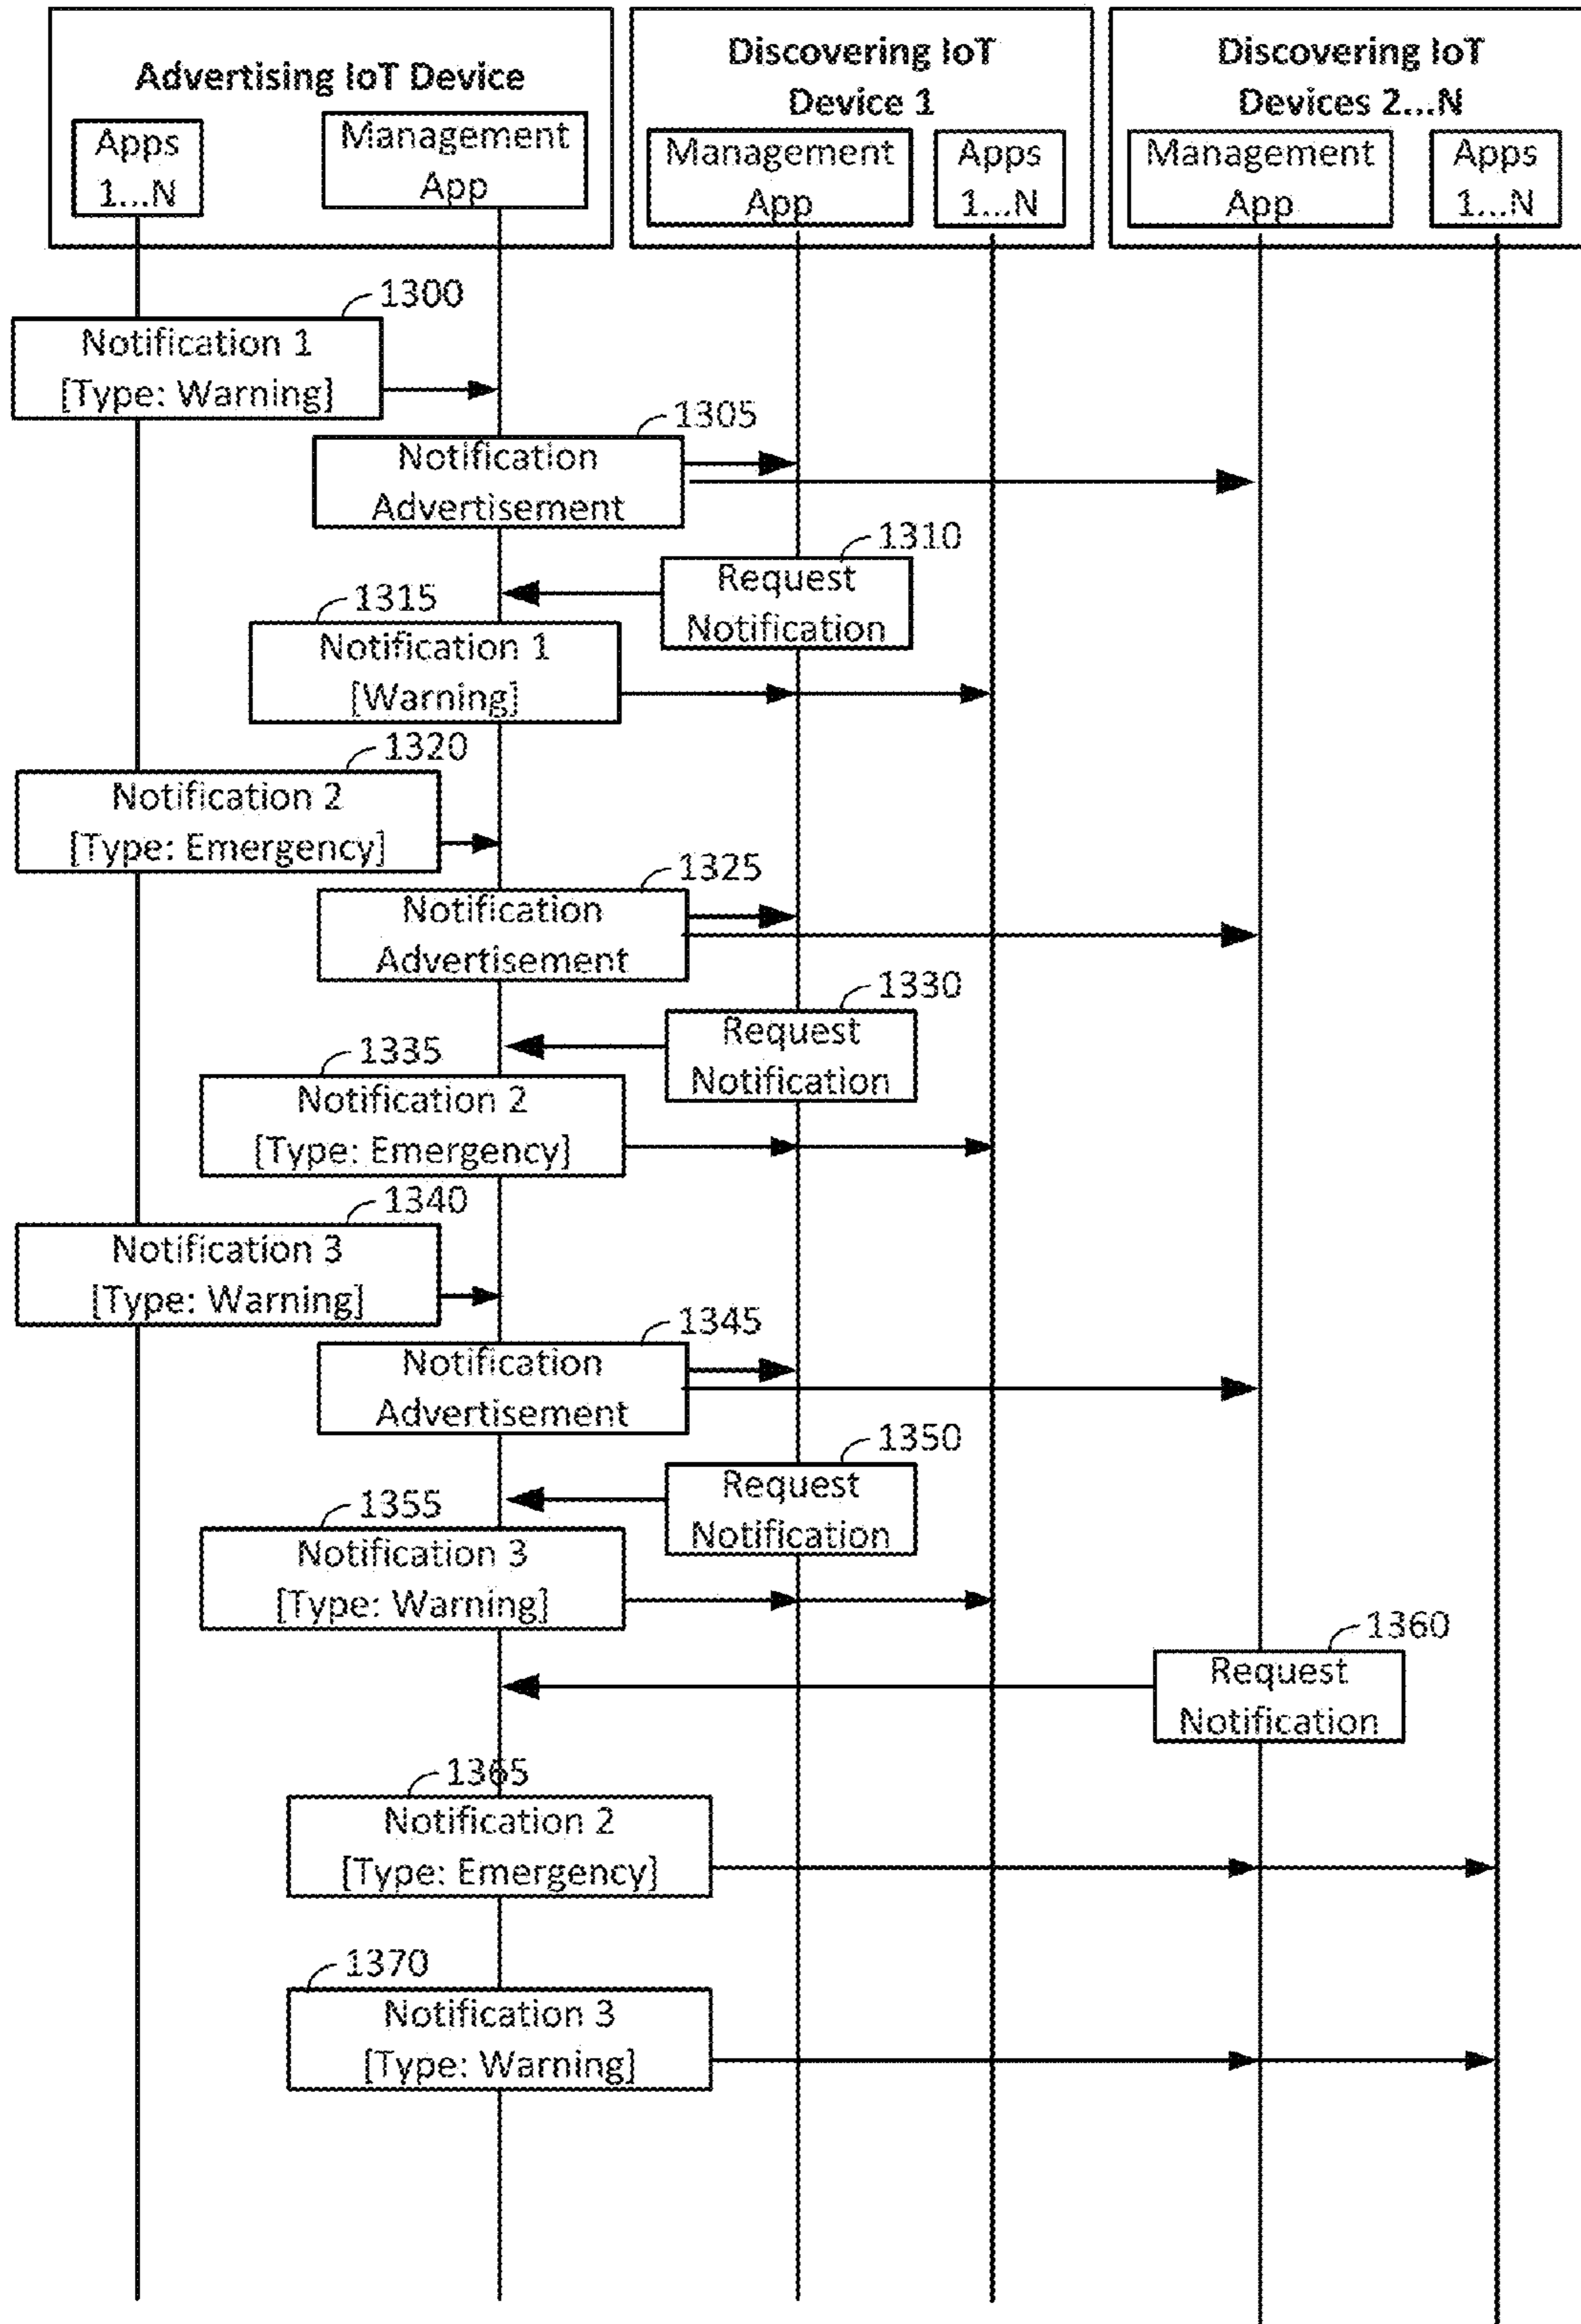 Advertising IoT Device
Apps
1...N
Management
App
Discovering IoT
Device 1
Management
App
Apps
1...N
Discovering IoT
Devices 2...N
Management
App
Apps
1...N
1300
Notification 1
[Type: Warning]
1305
Notification
Advertisement
1310
Request
Notification
1315
Notification 1
[Warning]
1320
Notification 2
[Type: Emergency]
1325
Notification
Advertisement
1330
Request
Notification
1335
Notification 2
[Type: Emergency]
1340
Notification 3
[Type: Warning]
1345
Notification
Advertisement
1350
Request
Notification
1355
Notification 3
[Type: Warning]
1360
Request
Notification
1365
Notification 2
[Type: Emergency]
1370
Notification 3
[Type: Warning]